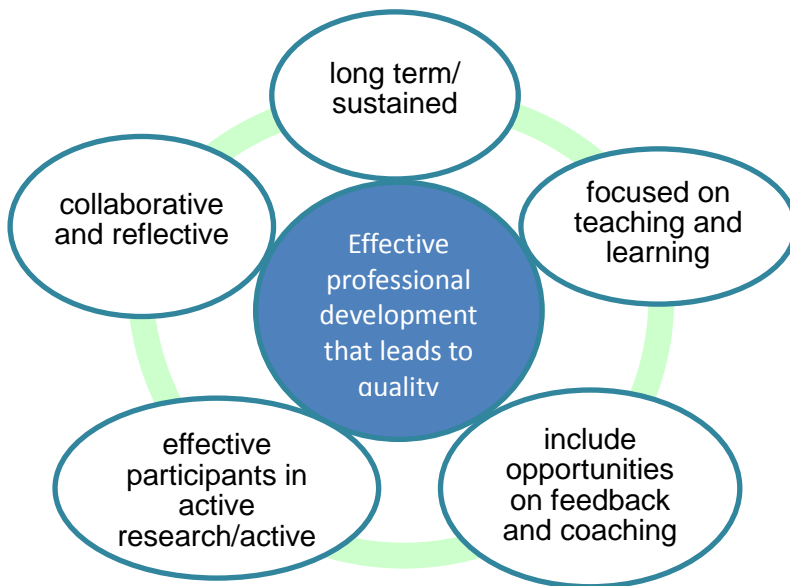 long term/
sustained
focused on
teaching and
learning
include
opportunities
on feedback
and coaching
effective
participants in
active
research/active
collaborative
and reflective
Effective
professional
development
that leads to
quality